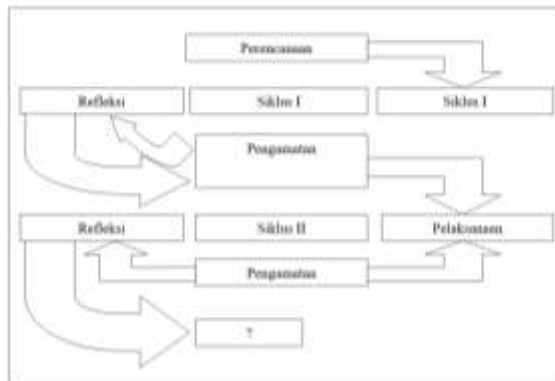 Perencanaan
Refleksi
Siklus I
Siklus I
Pengamatan
Refleksi
Siklus II
Pelaksanaan
Pengamatan
?